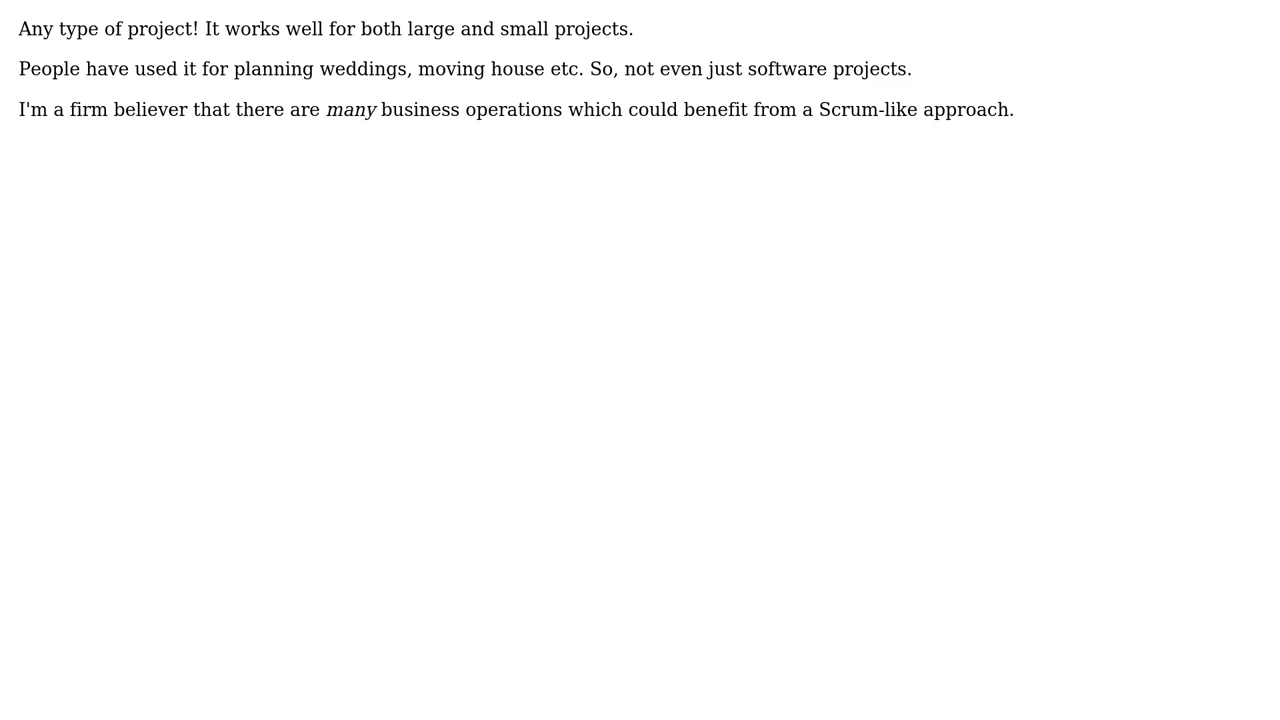 Any type of project! It works well for both large and small projects.
People have used it for planning weddings, moving house etc. So, not even just software projects.
I'm a firm believer that there are many business operations which could benefit from a Scrum-like approach.